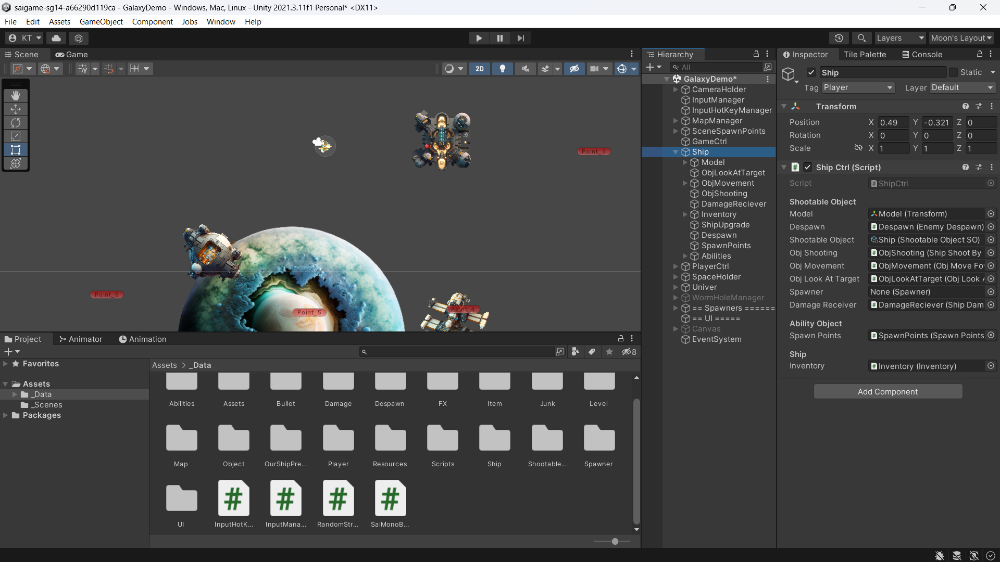 saigame-sg14-a66290d119ca - GalaxyDemo - Windows, Mac, Linux - Unity 2021.3.11f1 Personal* <DX11>
File Edit Assets GameObject Component Jobs Window Help
KT
Layers
Moon's Layout
Scene
Game
2D
Point_3
Point_6
Point_5
Point_4
Hierarchy
All
GalaxyDemo*
CameraHolder
InputManager
InputHotKeyManager
MapManager
SceneSpawnPoints
GameCtrl
Ship
Model
ObjLookAtTarget
ObjMovement
ObjShooting
DamageReciever
Inventory
ShipUpgrade
Despawn
SpawnPoints
Abilities
PlayerCtrl
SpaceHolder
Univer
WormHoleManager
== Spawners ======
== UI =====
Canvas
EventSystem
Inspector
Tile Palette
Console
Ship
Static
Tag Player
Layer Default
Transform
Position X 0.49 Y -0.321 Z 0
Rotation X 0 Y 0 Z 0
Scale X 1 Y 1 Z 1
Ship Ctrl (Script)
Script ShipCtrl
Shootable Object
Model Model (Transform)
Despawn Despawn (Enemy Despawn)
Shootable Object Ship (Shootable Object SO)
Obj Shooting ObjShooting (Ship Shoot By
Obj Movement ObjMovement (Obj Move Fo
Obj Look At Target ObjLookAtTarget (Obj Look
Spawner None (Spawner)
Damage Receiver DamageReciever (Ship Dam
Ability Object
Spawn Points SpawnPoints (Spawn Points
Ship
Inventory Inventory (Inventory)
Add Component
Project
Animator
Animation
8
Favorites
Assets
_Data
_Scenes
Packages
Assets > _Data
Abilities Assets Bullet Damage Despawn FX Item Junk Level
Map Object OurShipPre... Player Resources Scripts Ship Shootable... Spawner
UI InputHotK... InputMana... RandomStr... SaiMonoB...